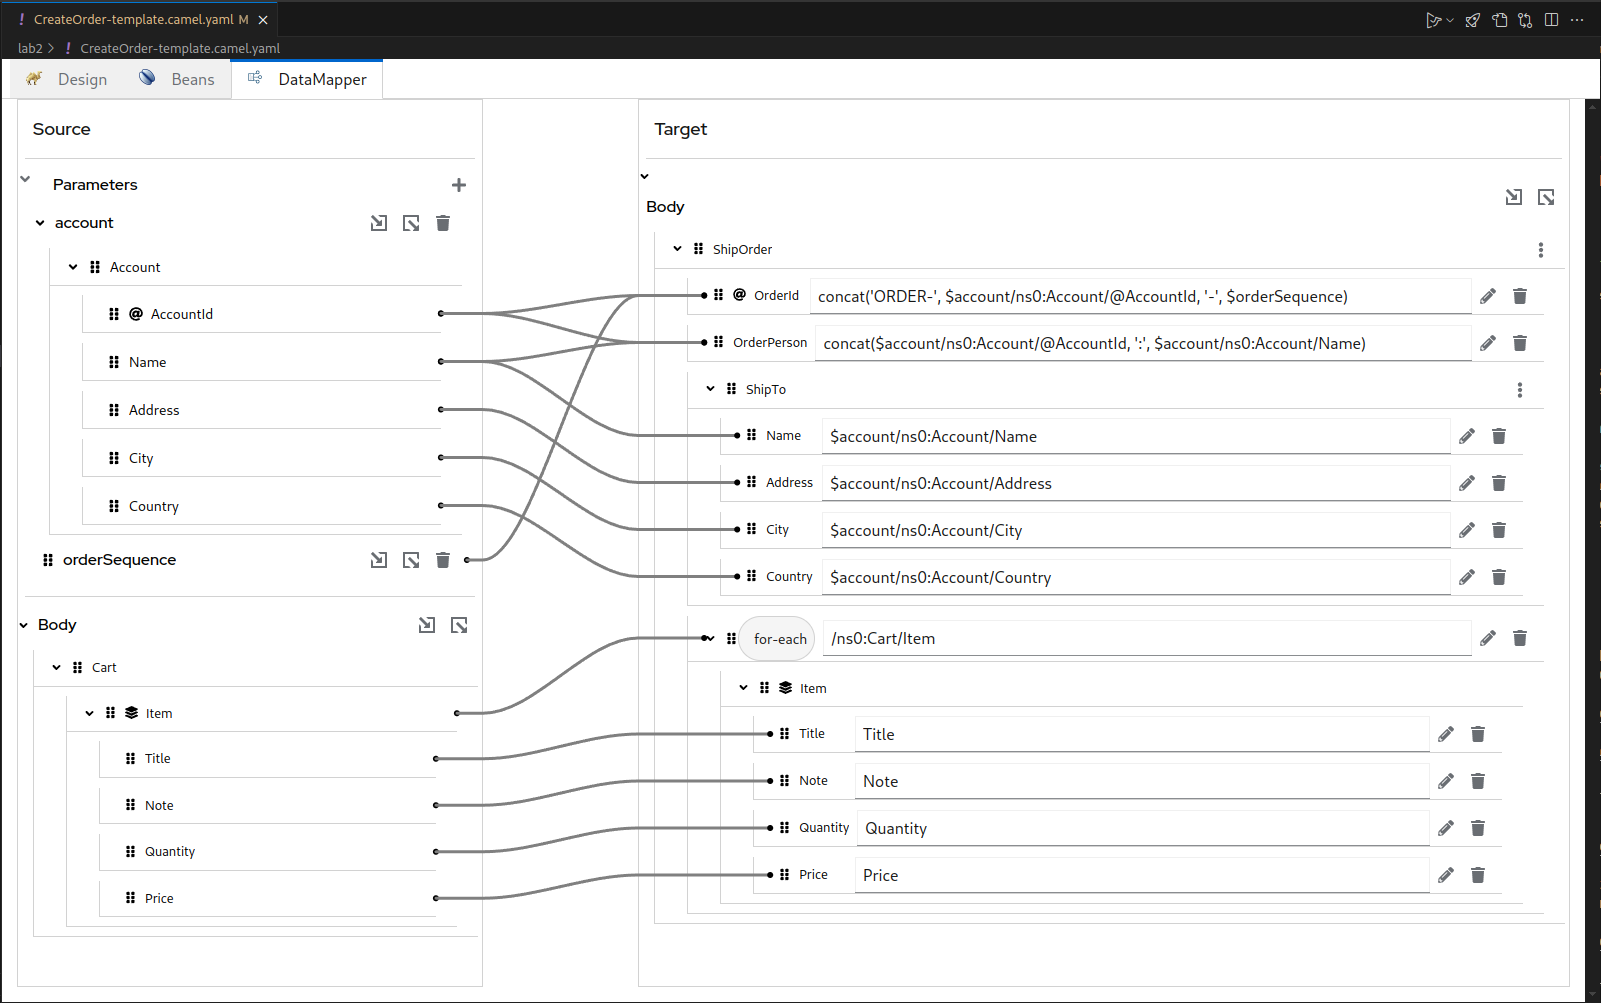 ! CreateOrder-template.camel.yaml M
lab2 > ! CreateOrder-template.camel.yaml
Design Beans DataMapper
Source
Parameters
account
Account
@ AccountId
Name
Address
City
Country
orderSequence
Body
Cart
Item
Title
Note
Quantity
Price
Target
Body
ShipOrder
@ OrderId concat('ORDER-', $account/ns0:Account/@AccountId, '-', $orderSequence)
OrderPerson concat($account/ns0:Account/@AccountId, ':', $account/ns0:Account/Name)
ShipTo
Name $account/ns0:Account/Name
Address $account/ns0:Account/Address
City $account/ns0:Account/City
Country $account/ns0:Account/Country
for-each /ns0:Cart/Item
Item
Title Title
Note Note
Quantity Quantity
Price Price